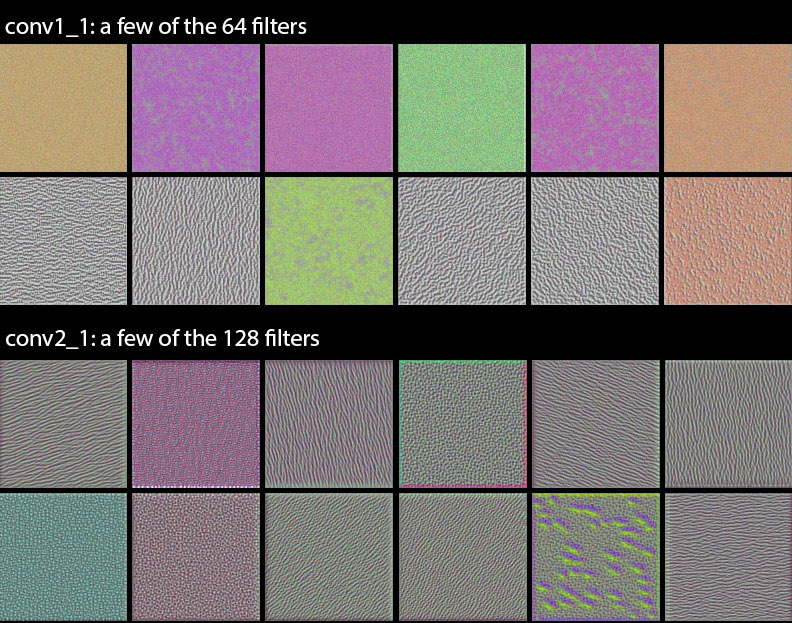 conv1_1: a few of the 64 filters
conv2_1: a few of the 128 filters